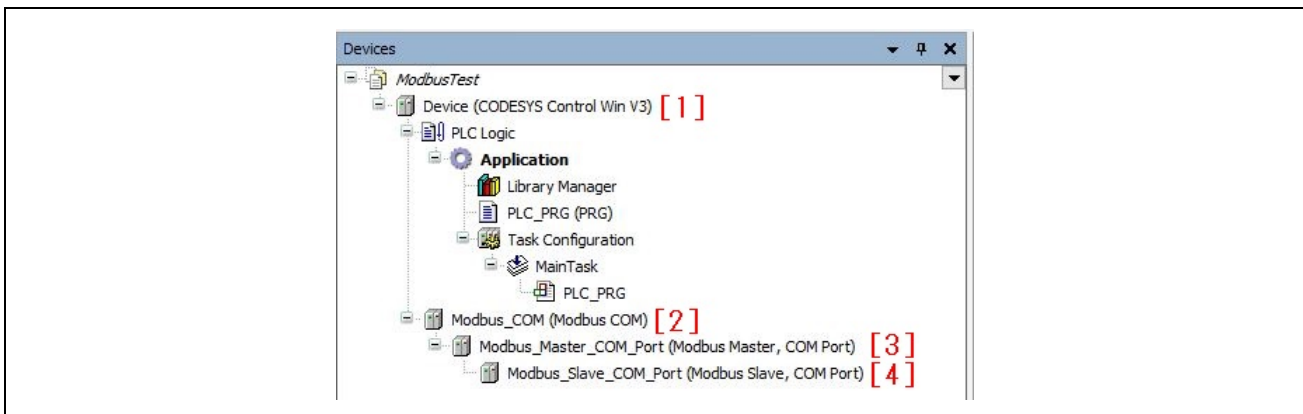 Devices
ModbusTest
Device (CODESYS Control Win V3) [1]
PLC Logic
Application
Library Manager
PLC_PRG (PRG)
Task Configuration
MainTask
PLC_PRG
Modbus_COM (Modbus COM) [2]
Modbus_Master_COM_Port (Modbus Master, COM Port) [3]
Modbus_Slave_COM_Port (Modbus Slave, COM Port) [4]